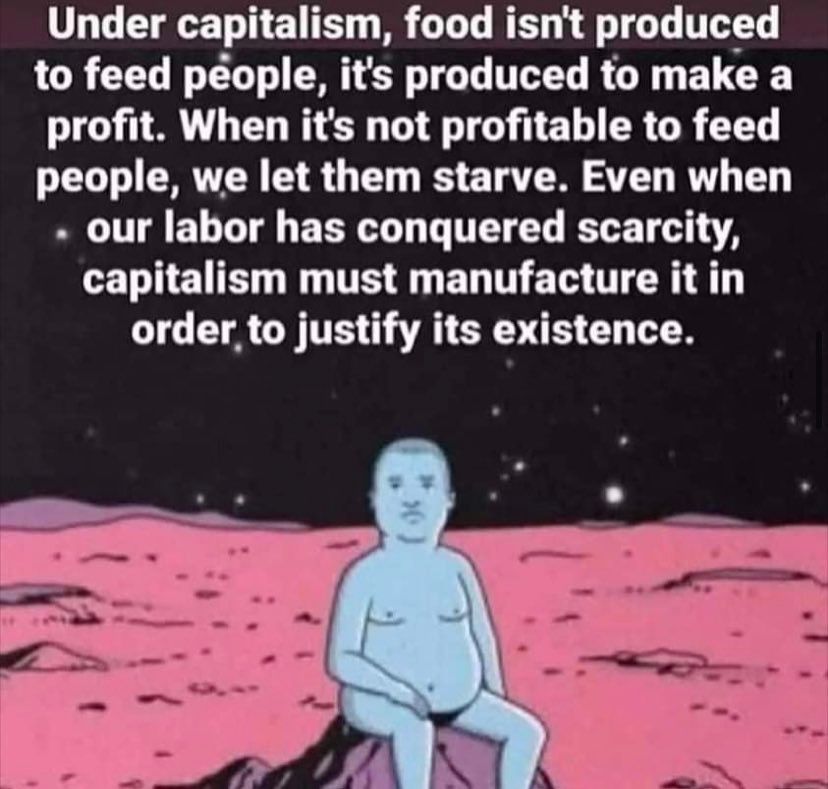 Under capitalism, food isn't produced
to feed people, it's produced to make a
profit. When it's not profitable to feed
people, we let them starve. Even when
our labor has conquered scarcity,
capitalism must manufacture it in
order to justify its existence.